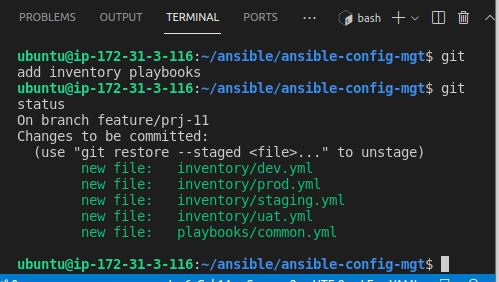 PROBLEMS OUTPUT TERMINAL PORTS ··· bash
ubuntu@ip-172-31-3-116:~/ansible/ansible-config-mgt$ git
add inventory playbooks
ubuntu@ip-172-31-3-116:~/ansible/ansible-config-mgt$ git
status
On branch feature/prj-11
Changes to be committed:
(use "git restore --staged <file>..." to unstage)
new file: inventory/dev.yml
new file: inventory/prod.yml
new file: inventory/staging.yml
new file: inventory/uat.yml
new file: playbooks/common.yml
ubuntu@ip-172-31-3-116:~/ansible/ansible-config-mgt$